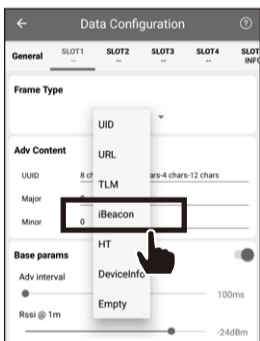 Data Configuration
General SLOT1 SLOT2 SLOT3 SLOT4 SLOT
-- -- -- -- INFO
Frame Type
UID
URL
TLM
iBeacon
HT
DeviceInfo
Empty
Adv Content
UUID 8 ch ars-4 chars-12 chars
Major 0
Minor 0
Base params
Adv interval
100ms
Rssi @ 1m
-24dBm